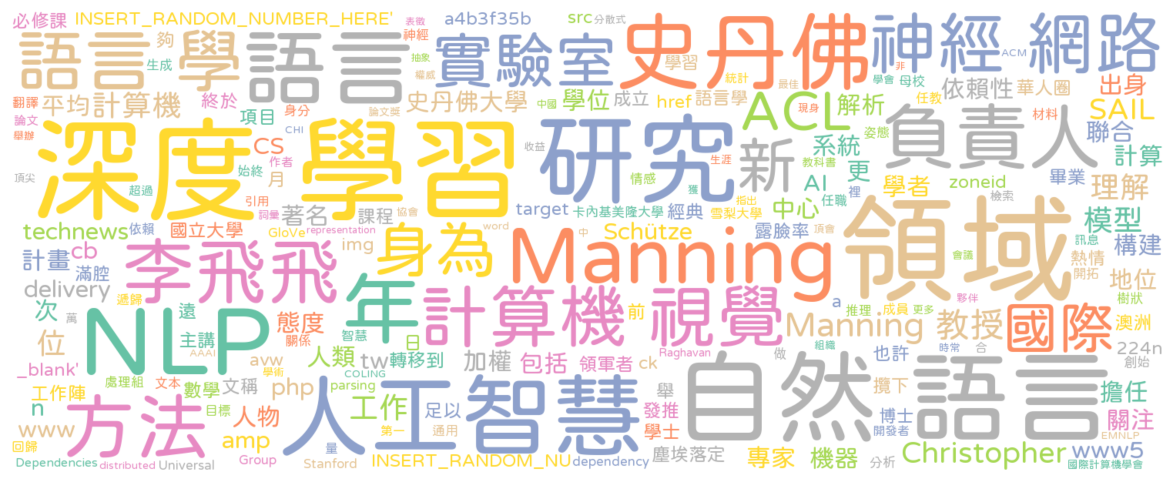 必修課 INSERT_RANDOM_NUMBER_HERE' 表徵 a4b3f35b src 分散式
語言學 語言 實驗室 史丹佛 神經 網路
夠 神經 學習 ACM 非
生成 抽象 權威 統計 最佳 學會 母校 依賴性 華人圈 出身
翻譯 平均 計算機 終於 史丹佛大學 學位 成立 href 語言學 解析 SAIL
論文 項目 身分 論文獎 中國 ACL 任教 現身 材料
舉辦 CS CHI 姿態 聯合
深度 學習 研究 新 負責人
作者 收益 生涯 系統 計算
頂尖 月 始終 情感 教科書 更 畢業
超過 引用 獲 AI 任職 裡 學者 zoneid 理解
同量 著名 課程 協會 target 卡內基美隆大學 經典 雪梨大學 指出 中心 檢索
technews 依賴 國立大學 GloVe representation word Schütze 露臉率 頂會 模型
計畫 cb img 中 訊息 構建
李飛飛 身為 Manning 領域 會議 熱情
delivery 滿腔 開拓 地位
次 遞歸 年 前 a 夥伴 樹狀
NLP 遠 萬 態度 計算機 視覺 推理 成員 更多 澳洲
位 主講 關係 智慧 日 Manning 教授 國際
AAAI avw 人類 tw 轉移到 加權 包括 領軍者 ck Raghavan 做 組織 也許 時常 合 224n
_blank' 處理組 學術 COLING parsing 創始
工作陣 文本 數學 文稱 php 舉 攬下 擔任
n 方法 目標 人物 人工智慧 工作 足以 發推 自然 語言 博士 關注
www amp 第一 通用 學士 開發者 EMNLP
回歸 量 INSERT_RANDOM_NU Christopher www5
Dependencies distributed Universal Group Stanford dependency 塵埃落定 專家 機器 分析 國際計算機學會